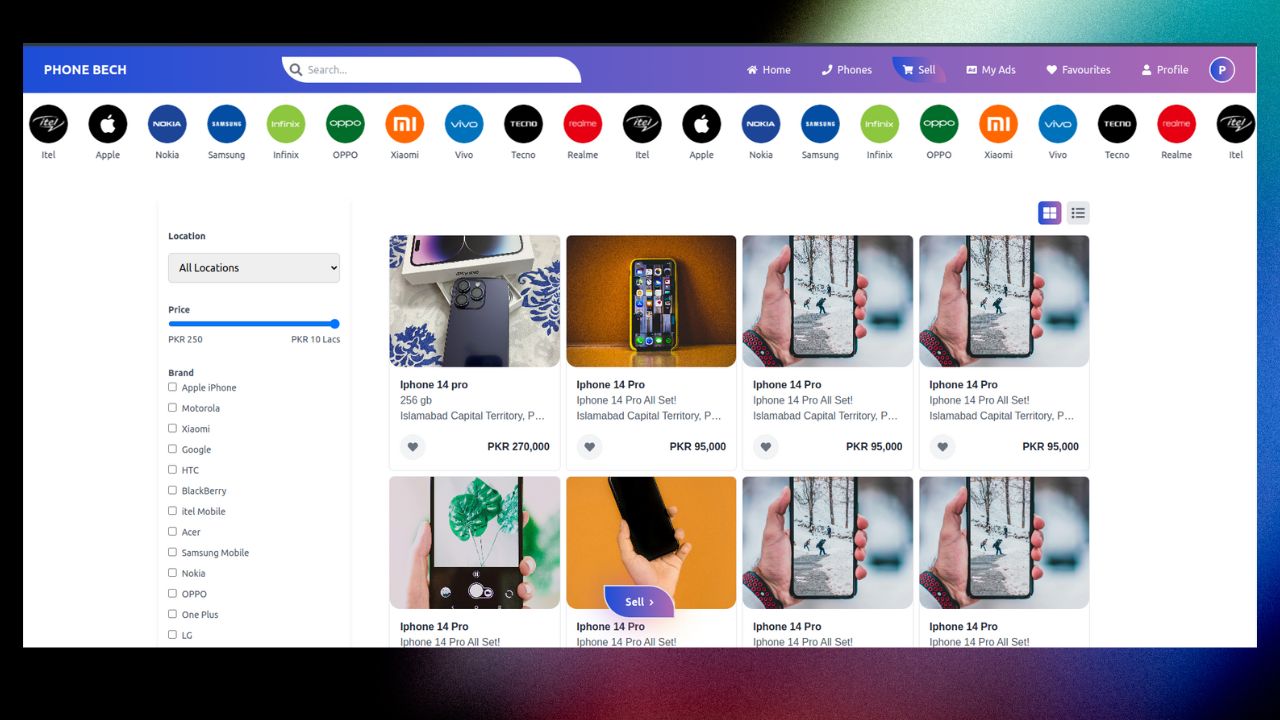 PHONE BECH
Search...
Home
Phones
Sell
My Ads
Favourites
Profile
P
itel
NOKIA
SAMSUNG
Infinix
oppo
mi
vivo
TECNO
realme
itel
NOKIA
SAMSUNG
Infinix
oppo
mi
vivo
TECNO
realme
itel
Itel Apple Nokia Samsung Infinix OPPO Xiaomi Vivo Tecno Realme Itel Apple Nokia Samsung Infinix OPPO Xiaomi Vivo Tecno Realme Itel
Location
All Locations
Price
PKR 250 PKR 10 Lacs
Brand
Apple iPhone
Motorola
Xiaomi
Google
HTC
BlackBerry
itel Mobile
Acer
Samsung Mobile
Nokia
OPPO
One Plus
LG
Iphone 14 pro
256 gb
Islamabad Capital Territory, P...
PKR 270,000
Iphone 14 Pro
Iphone 14 Pro All Set!
Islamabad Capital Territory, P...
PKR 95,000
Iphone 14 Pro
Iphone 14 Pro All Set!
Islamabad Capital Territory, P...
PKR 95,000
Iphone 14 Pro
Iphone 14 Pro All Set!
Islamabad Capital Territory, P...
PKR 95,000
Iphone 14 Pro
Iphone 14 Pro All Set!
Sell ›
Iphone 14 Pro
Iphone 14 Pro All Set!
Iphone 14 Pro
Iphone 14 Pro All Set!
Iphone 14 Pro
Iphone 14 Pro All Set!